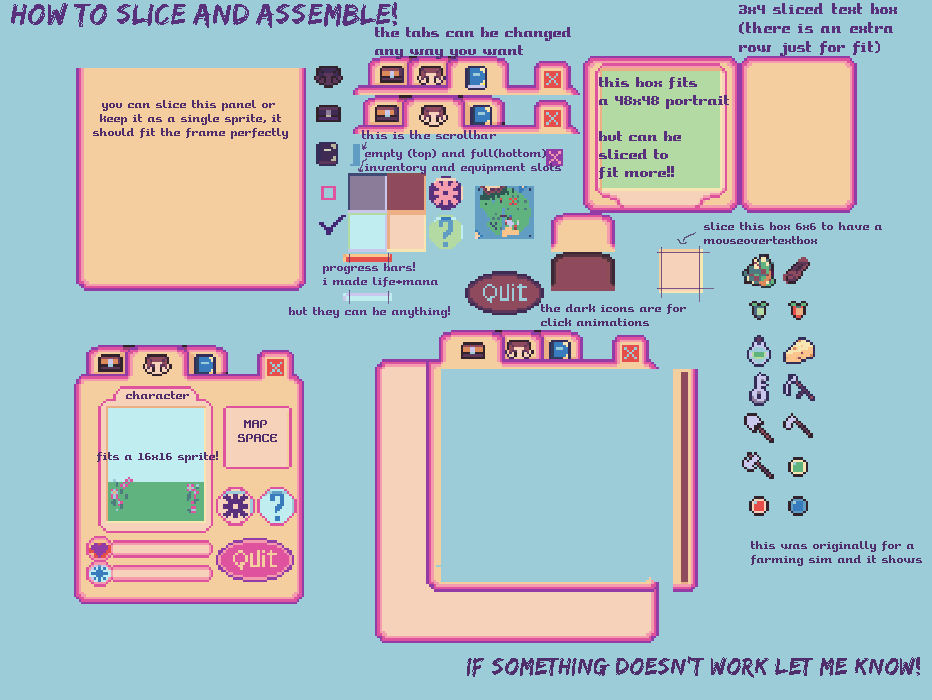 HOW TO SLICE AND ASSEMBLE!
the tabs can be changed
any way you want
3x4 sliced text box
(there is an extra
row just for fit)
you can slice this panel or
keep it as a single sprite, it
should fit the frame perfectly
this box fits
a 48x48 portrait
but can be
sliced to
fit more!!
this is the scrollbar
empty (top) and full(bottom)
inventory and equipment slots
?
slice this box 6x6 to have a
mouseovertextbox
progress bars!
i made life+mana
but they can be anything!
Quit
the dark icons are for
click animations
character
MAP
SPACE
fits a 16x16 sprite!
?
Quit
this was originally for a
farming sim and it shows
IF SOMETHING DOESN'T WORK LET ME KNOW!